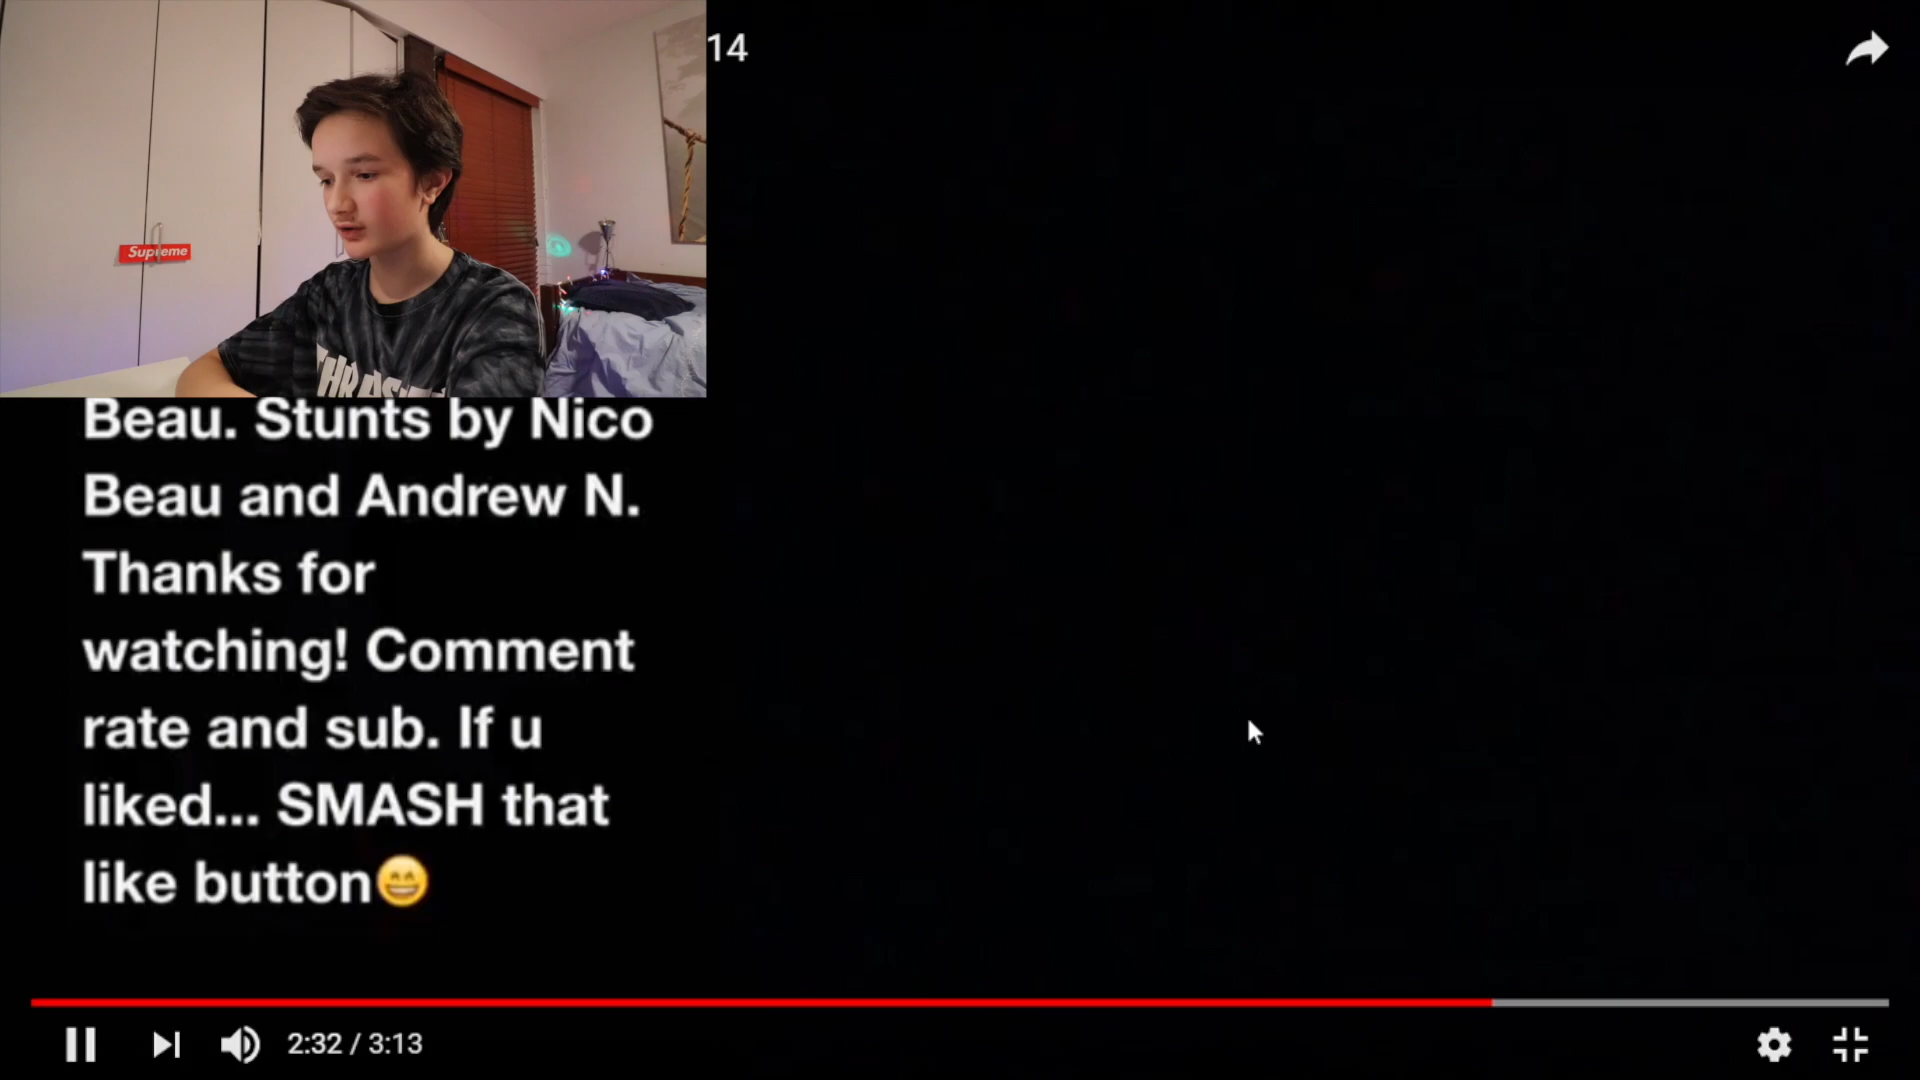 14
Supreme
THRASHER
Beau. Stunts by Nico
Beau and Andrew N.
Thanks for
watching! Comment
rate and sub. If u
liked... SMASH that
like button😄
2:32 / 3:13